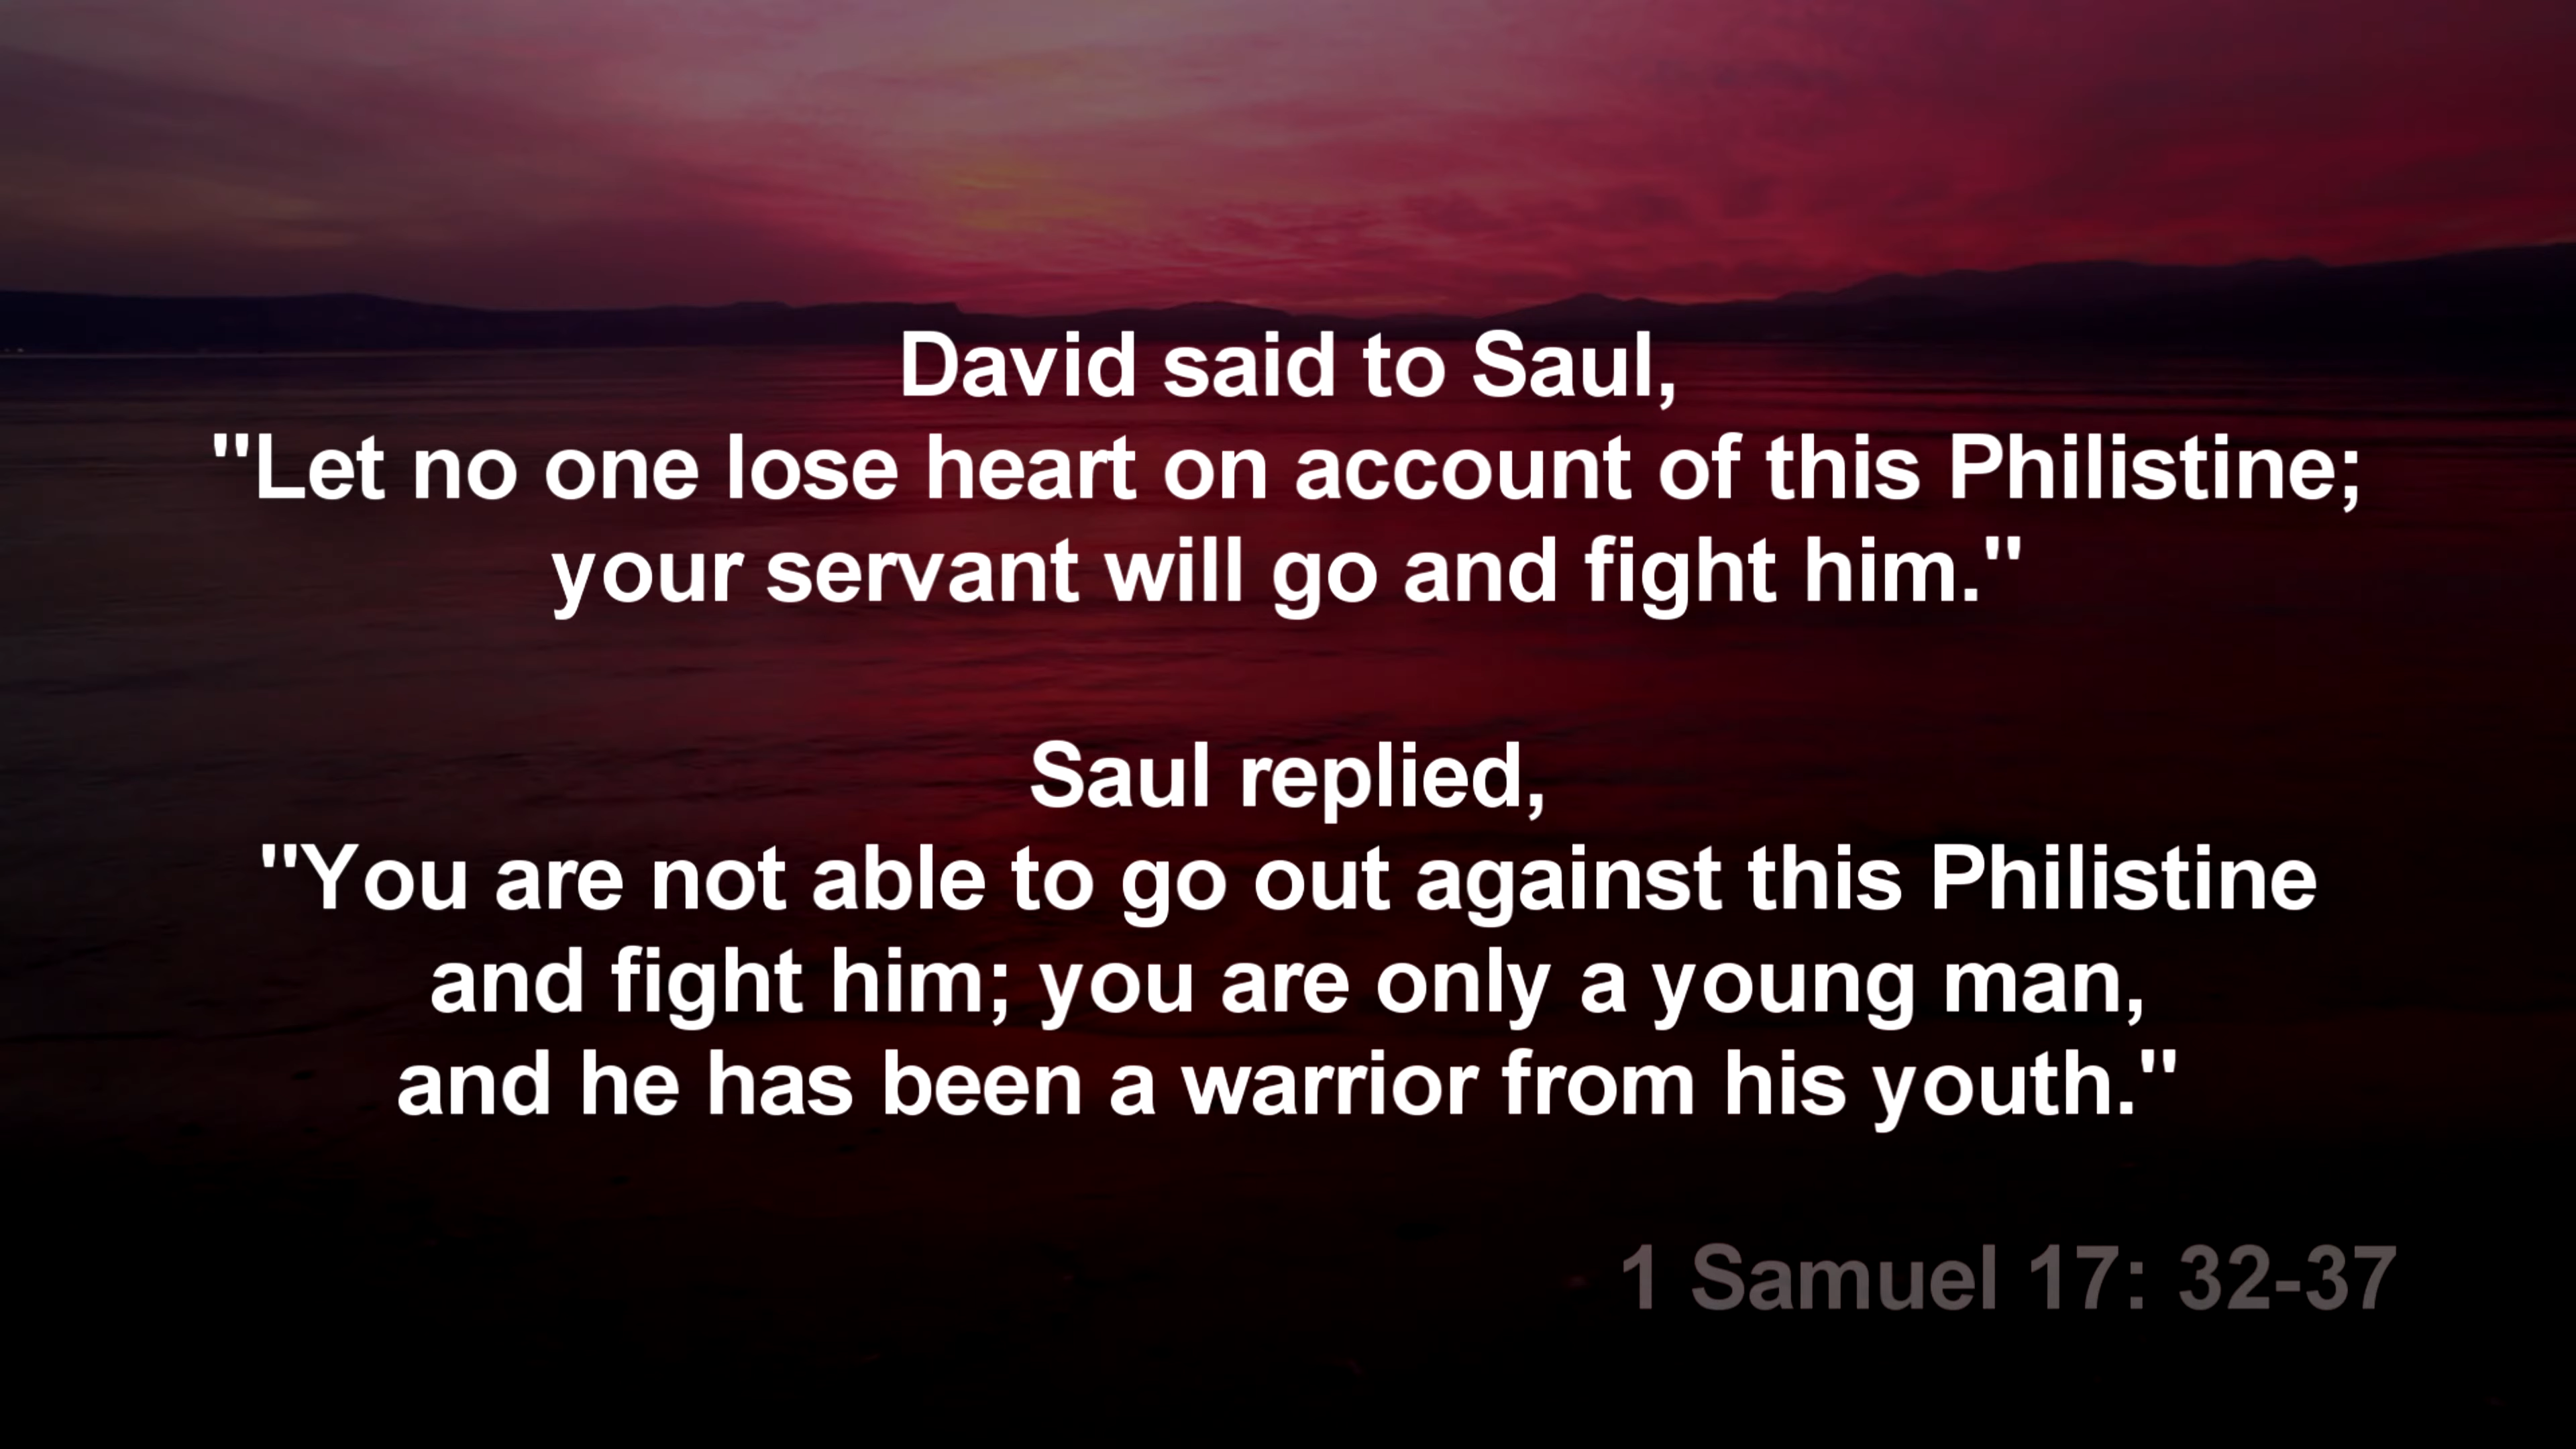 David said to Saul,
"Let no one lose heart on account of this Philistine;
your servant will go and fight him."
Saul replied,
"You are not able to go out against this Philistine
and fight him; you are only a young man,
and he has been a warrior from his youth."
1 Samuel 17: 32-37